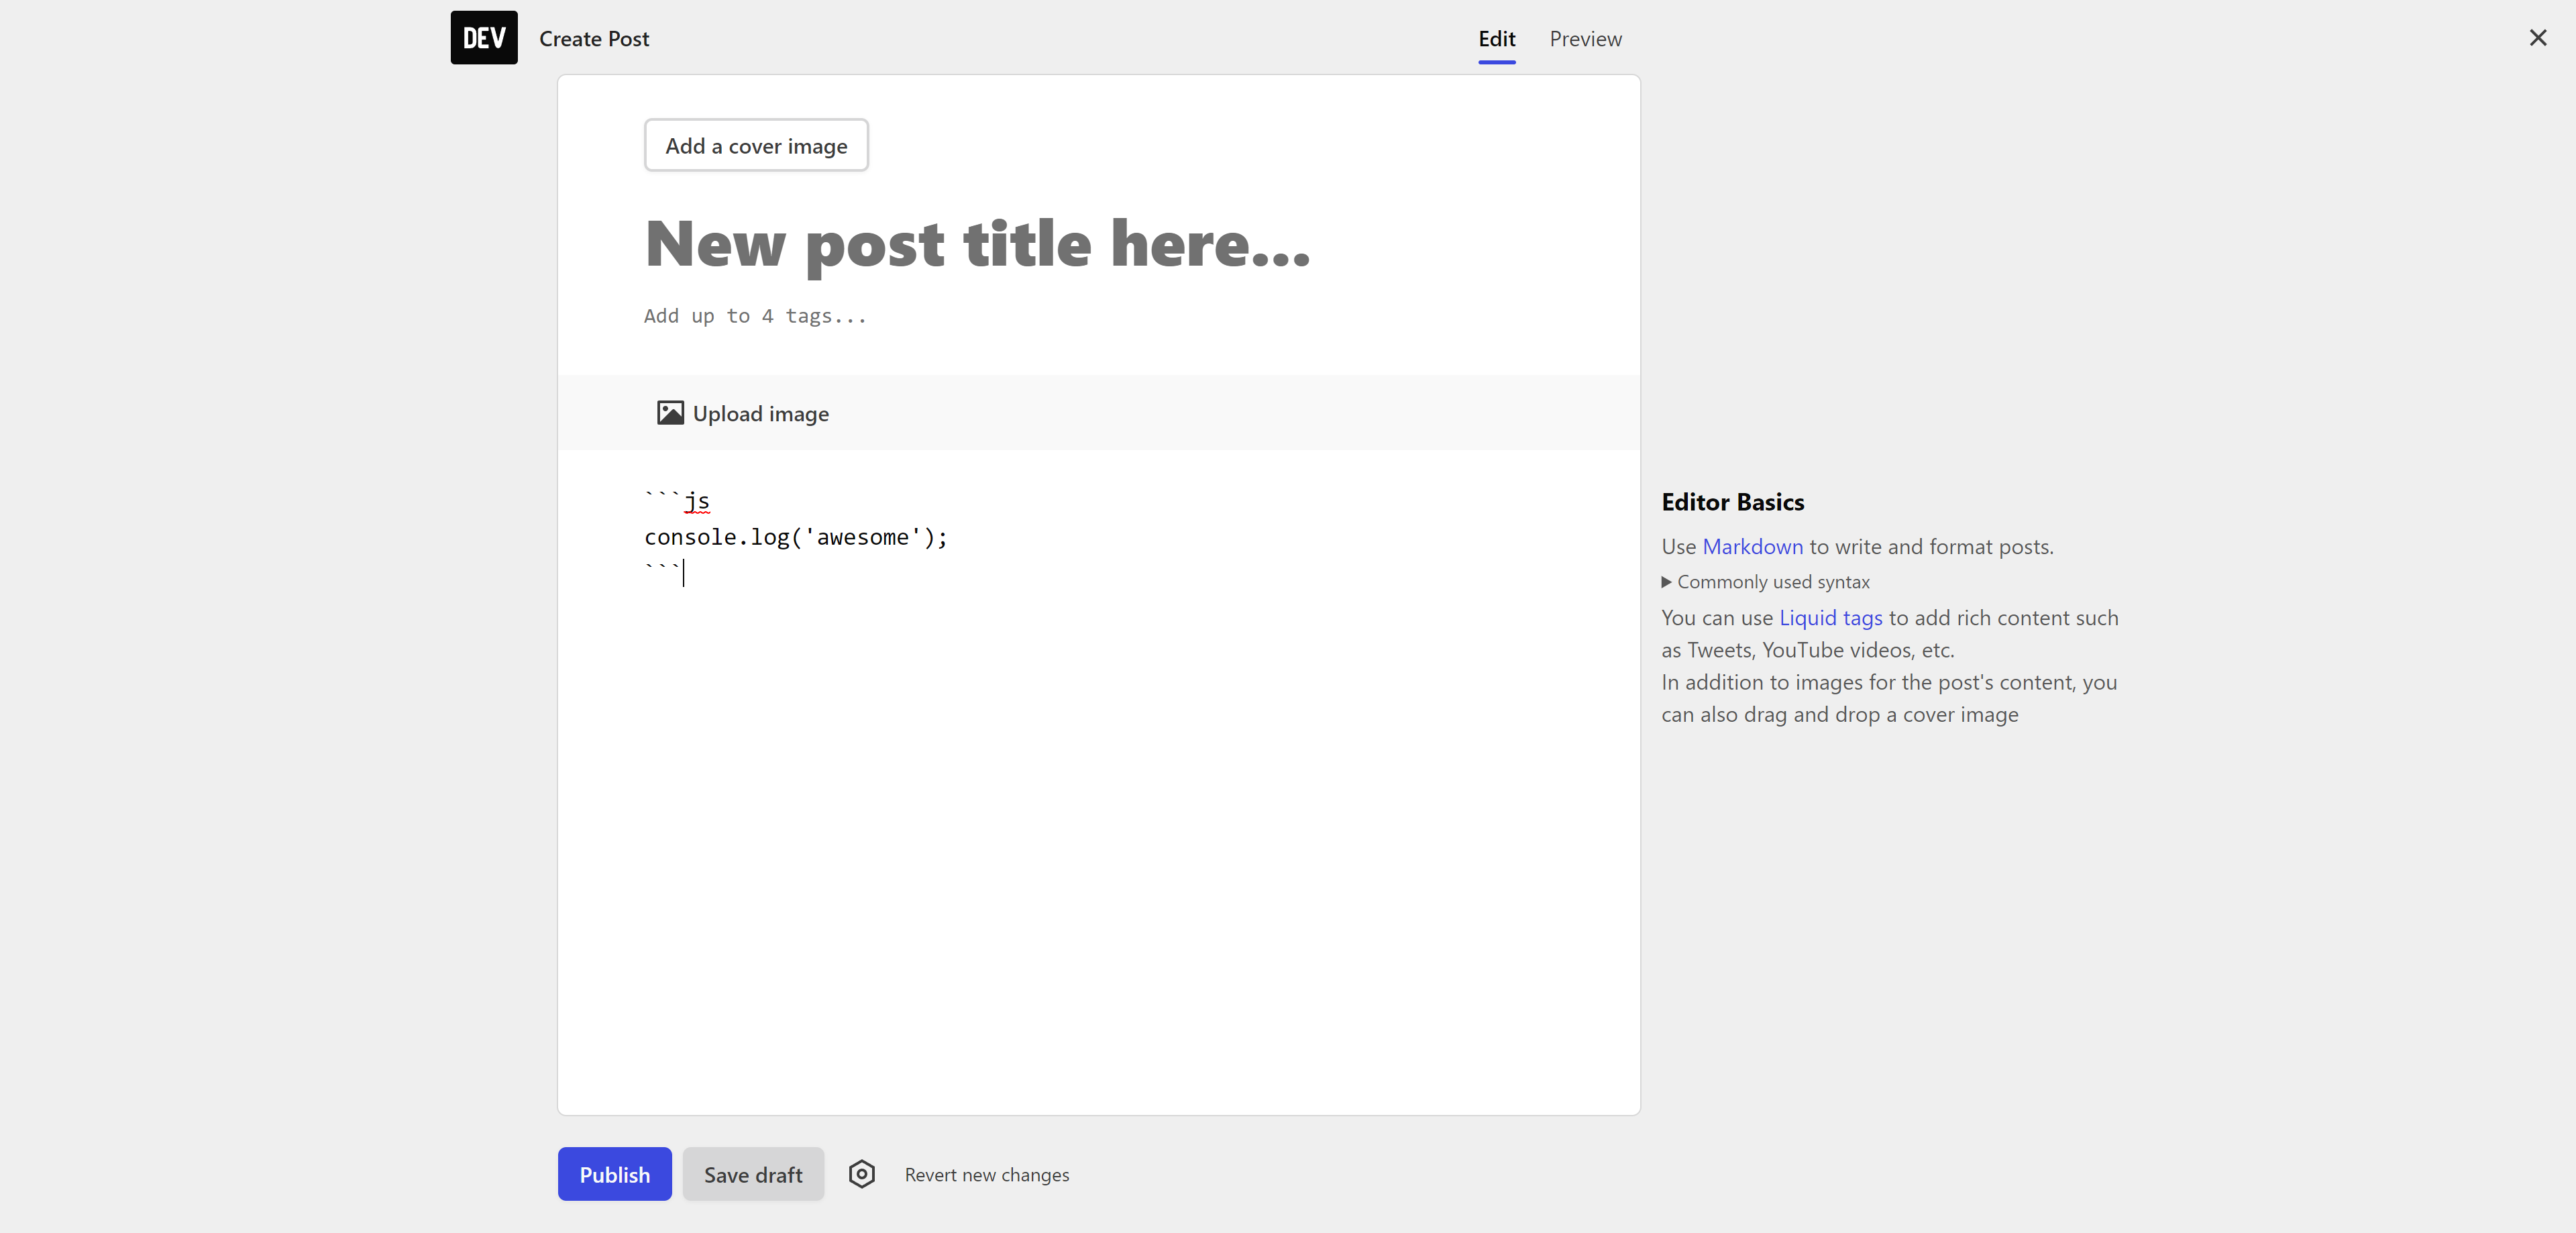 DEV
Create Post
Edit
Preview
Add a cover image
New post title here...
Add up to 4 tags...
Upload image
```js
console.log('awesome');
```
Editor Basics
Use Markdown to write and format posts.
Commonly used syntax
You can use Liquid tags to add rich content such
as Tweets, YouTube videos, etc.
In addition to images for the post's content, you
can also drag and drop a cover image
Publish
Save draft
Revert new changes